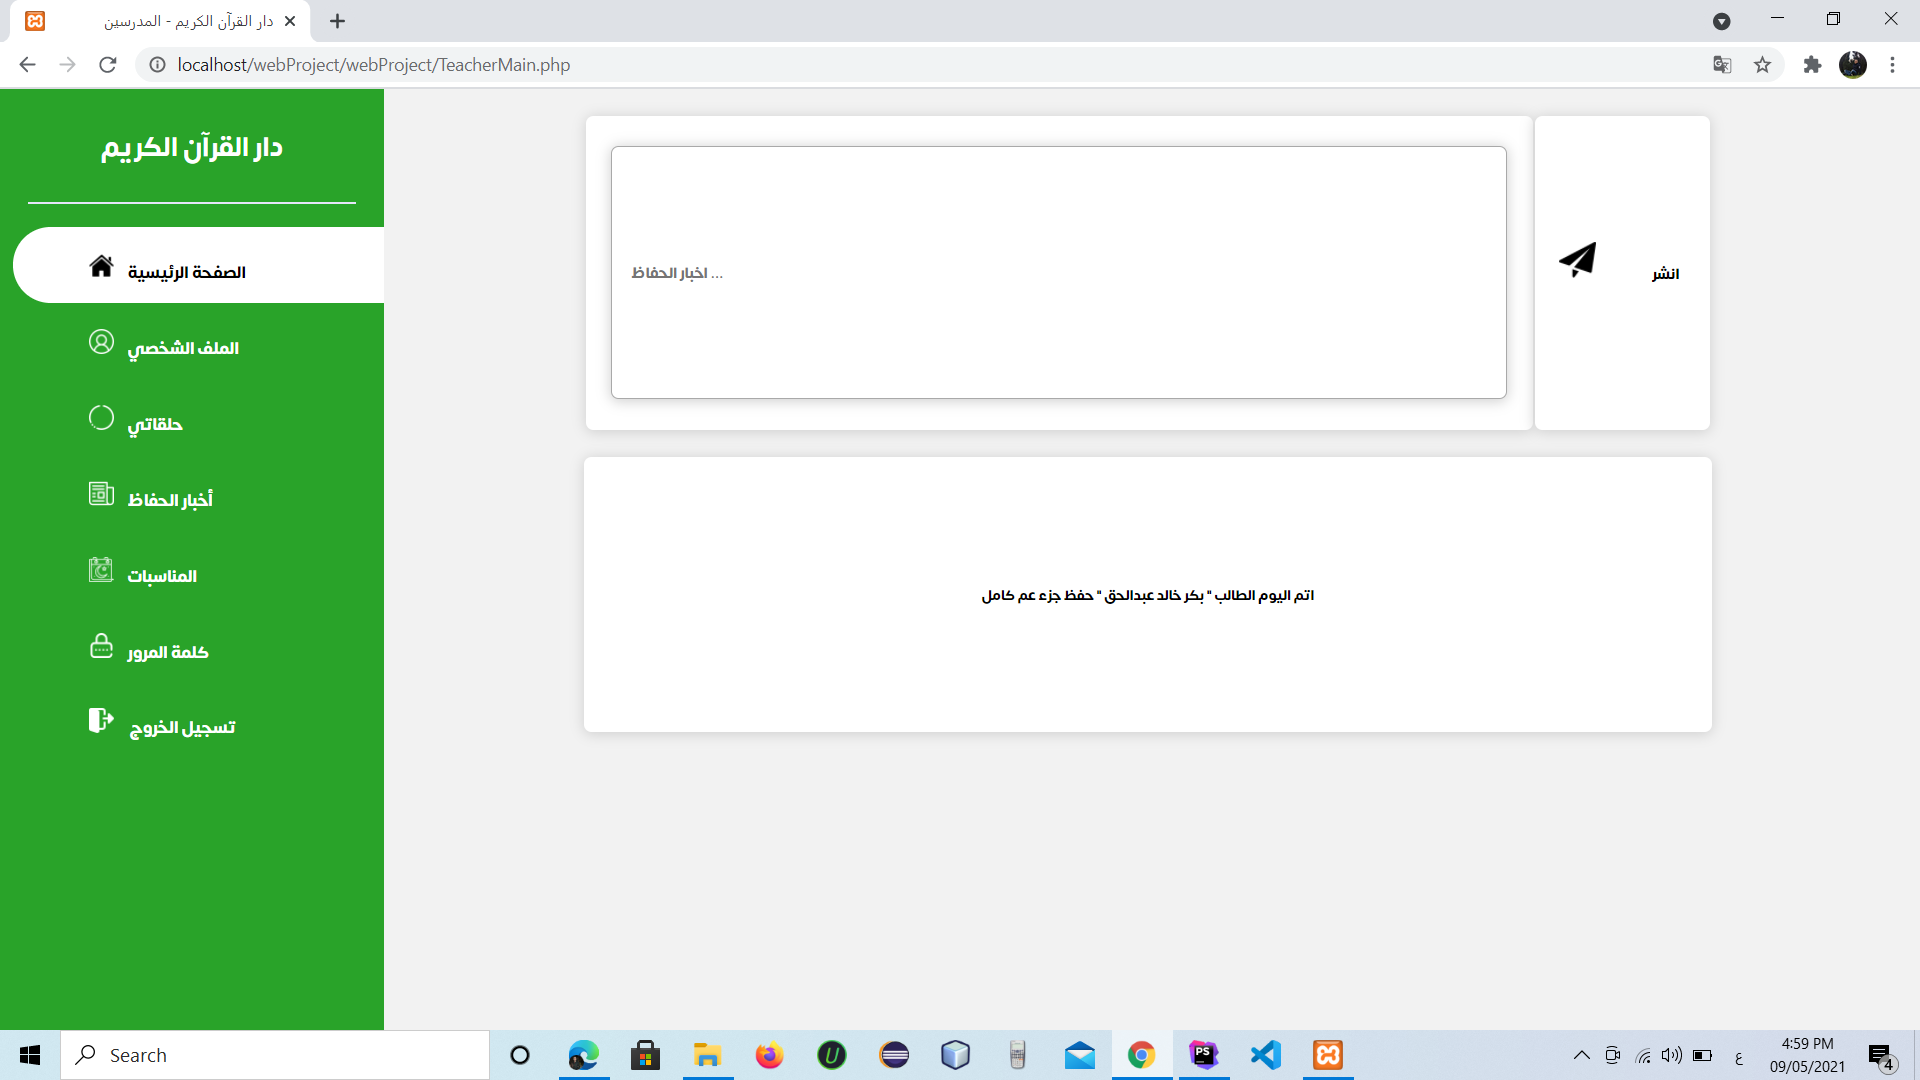 دار القرآن الكريم - المدرسين
localhost/webProject/webProject/TeacherMain.php
دار القرآن الكريم
الصفحة الرئيسية
الملف الشخصي
حلقاتي
أخبار الحفاظ
المناسبات
كلمة المرور
تسجيل الخروج
اخبار الحفاظ ...
انشر
اتم اليوم الطالب " بكر خالد عبدالحق " حفظ جزء عم كامل
Search
PS
ع
4:59 PM
09/05/2021
4